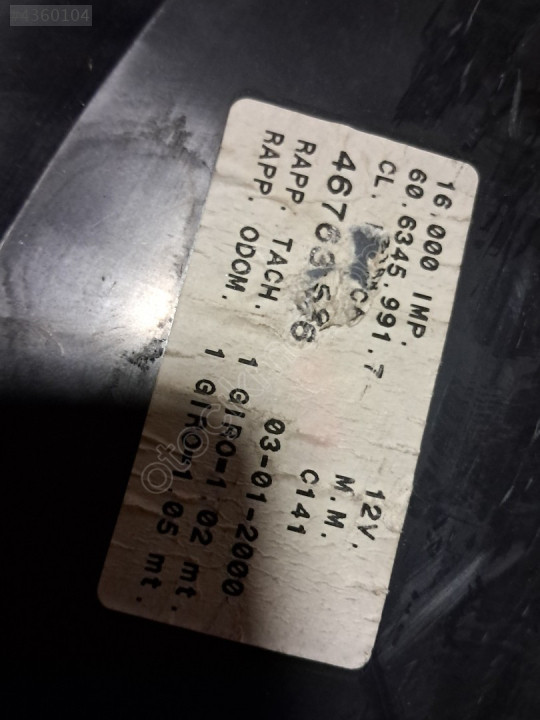 16.000 IMP. 12V.
60.6345.991.7- M.M.
CL. C141
03-01-2000
RAPP. TACH. 1 GIRO=1.02 mt.
RAPP. ODOM. 1 GIRO=1.05 mt.